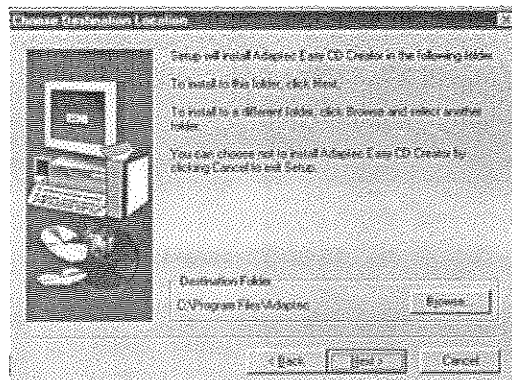 Choose Destination Location
Setup will install Adaptec Easy CD Creator in the following folder.
To install to this folder, click Next.
To install to a different folder, click Browse and select another
folder.
You can choose not to install Adaptec Easy CD Creator by
clicking Cancel to exit Setup.
Destination Folder
C:\Program Files\Adaptec
Browse...
< Back
Next >
Cancel